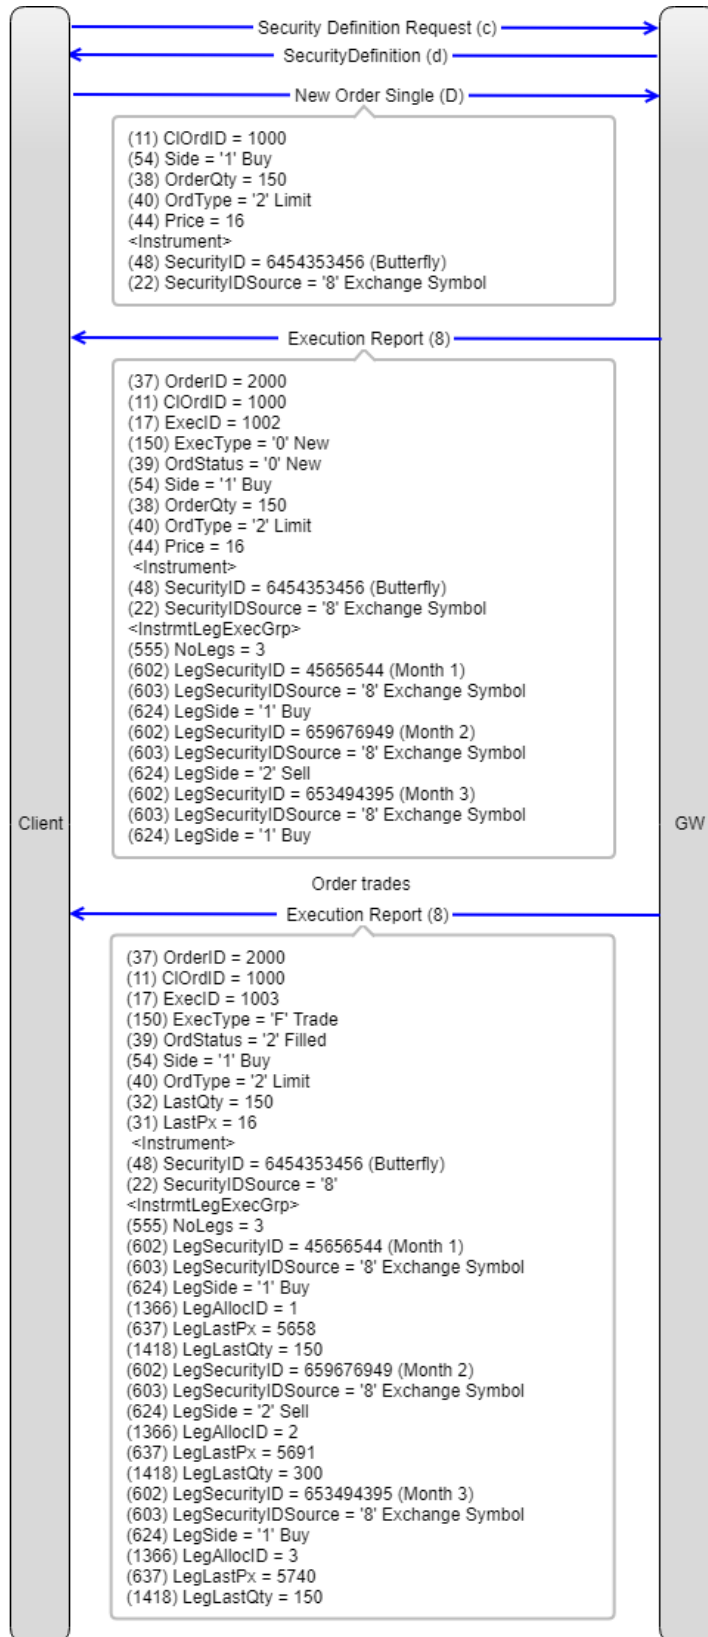 Security Definition Request (c)
SecurityDefinition (d)
New Order Single (D)
(11) ClOrdID = 1000
(54) Side = '1' Buy
(38) OrderQty = 150
(40) OrdType = '2' Limit
(44) Price = 16
<Instrument>
(48) SecurityID = 6454353456 (Butterfly)
(22) SecurityIDSource = '8' Exchange Symbol
Execution Report (8)
(37) OrderID = 2000
(11) ClOrdID = 1000
(17) ExecID = 1002
(150) ExecType = '0' New
(39) OrdStatus = '0' New
(54) Side = '1' Buy
(38) OrderQty = 150
(40) OrdType = '2' Limit
(44) Price = 16
<Instrument>
(48) SecurityID = 6454353456 (Butterfly)
(22) SecurityIDSource = '8' Exchange Symbol
<InstrmtLegExecGrp>
(555) NoLegs = 3
(602) LegSecurityID = 45656544 (Month 1)
(603) LegSecurityIDSource = '8' Exchange Symbol
(624) LegSide = '1' Buy
(602) LegSecurityID = 659676949 (Month 2)
(603) LegSecurityIDSource = '8' Exchange Symbol
(624) LegSide = '2' Sell
(602) LegSecurityID = 653494395 (Month 3)
(603) LegSecurityIDSource = '8' Exchange Symbol
(624) LegSide = '1' Buy
Client
GW
Order trades
Execution Report (8)
(37) OrderID = 2000
(11) ClOrdID = 1000
(17) ExecID = 1003
(150) ExecType = 'F' Trade
(39) OrdStatus = '2' Filled
(54) Side = '1' Buy
(40) OrdType = '2' Limit
(32) LastQty = 150
(31) LastPx = 16
<Instrument>
(48) SecurityID = 6454353456 (Butterfly)
(22) SecurityIDSource = '8'
<InstrmtLegExecGrp>
(555) NoLegs = 3
(602) LegSecurityID = 45656544 (Month 1)
(603) LegSecurityIDSource = '8' Exchange Symbol
(624) LegSide = '1' Buy
(1366) LegAllocID = 1
(637) LegLastPx = 5658
(1418) LegLastQty = 150
(602) LegSecurityID = 659676949 (Month 2)
(603) LegSecurityIDSource = '8' Exchange Symbol
(624) LegSide = '2' Sell
(1366) LegAllocID = 2
(637) LegLastPx = 5691
(1418) LegLastQty = 300
(602) LegSecurityID = 653494395 (Month 3)
(603) LegSecurityIDSource = '8' Exchange Symbol
(624) LegSide = '1' Buy
(1366) LegAllocID = 3
(637) LegLastPx = 5740
(1418) LegLastQty = 150